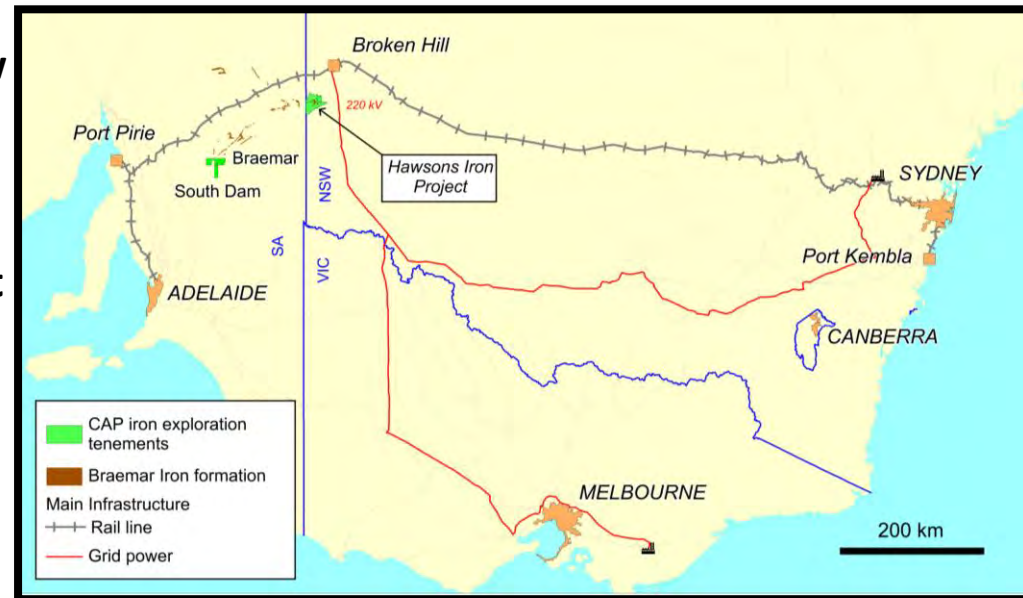 Broken Hill
220 kV
Port Pirie
Braemar
South Dam
Hawsons Iron
Project
NSW
SYDNEY
SA
VIC
Port Kembla
ADELAIDE
CANBERRA
CAP iron exploration
tenements
Braemar Iron formation
Main Infrastructure
Rail line
Grid power
MELBOURNE
200 km